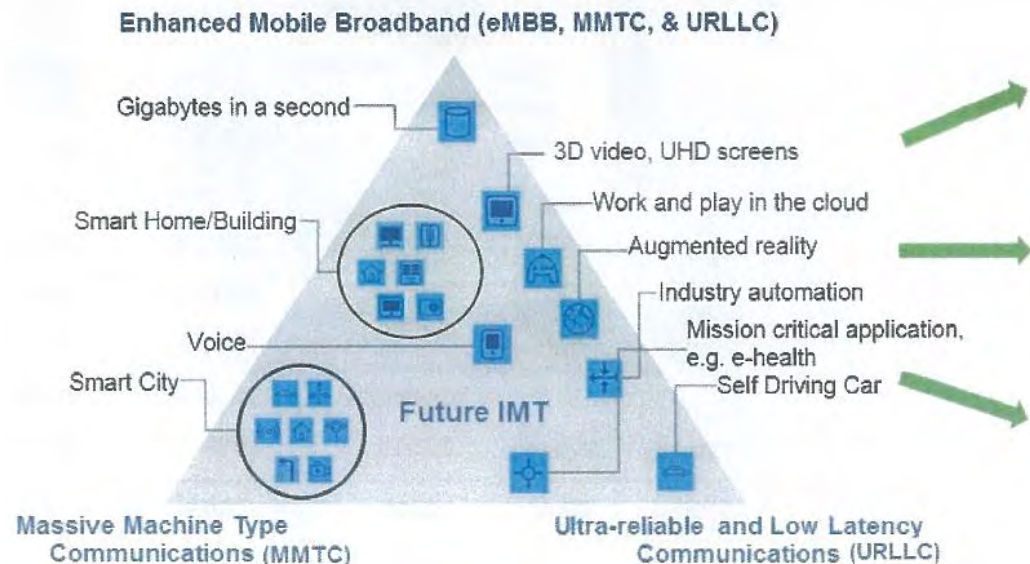 Enhanced Mobile Broadband (eMBB, MMTC, & URLLC)
Gigabytes in a second
3D video, UHD screens
Smart Home/Building
Work and play in the cloud
Augmented reality
Industry automation
Voice
Mission critical application,
e.g. e-health
Smart City
Self Driving Car
Future IMT
Massive Machine Type
Communications (MMTC)
Ultra-reliable and Low Latency
Communications (URLLC)